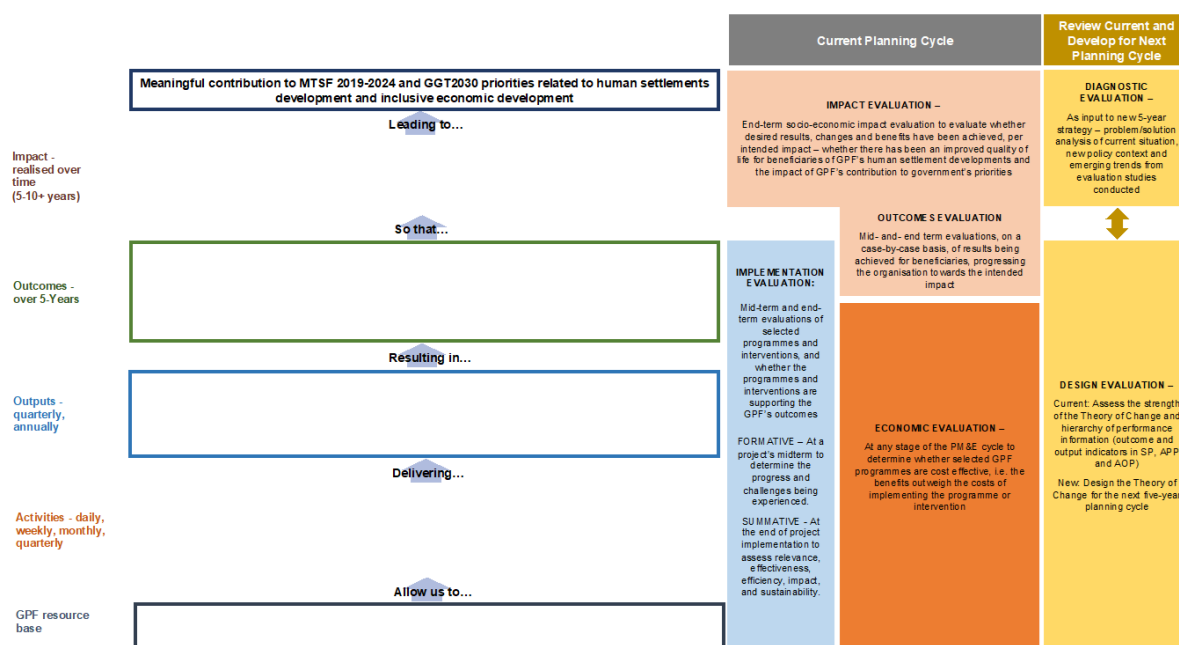 Current Planning Cycle
Review Current and
Develop for Next
Planning Cycle
Meaningful contribution to MTSF 2019-2024 and GGT2030 priorities related to human settlements
development and inclusive economic development
Leading to…
Impact -
realised over
time
(5-10+ years)
So that…
Outcomes -
over 5-Years
Resulting in…
Outputs -
quarterly,
annually
Delivering…
Activities - daily,
weekly, monthly,
quarterly
Allow us to…
GPF resource
base
IMPACT EVALUATION –
End-term socio-economic impact evaluation to evaluate whether
desired results, changes and benefits have been achieved, per
intended impact – whether there has been an improved quality of
life for beneficiaries of GPF's human settlement developments and
the impact of GPF's contribution to government's priorities
OUTCOMES EVALUATION
Mid- and- end term evaluations, on a
case-by-case basis, of results being
achieved for beneficiaries, progressing
the organisation towards the intended
impact
IMPLEMENTATION
EVALUATION:
Mid-term and end-
term evaluations of
selected
programmes and
interventions, and
whether the
programmes and
interventions are
supporting the
GPF's outcomes
FORMATIVE – At a
project's midterm to
determine the
progress and
challenges being
experienced.
SUMMATIVE - At
the end of project
implementation to
assess relevance,
effectiveness,
efficiency, impact,
and sustainability.
ECONOMIC EVALUATION –
At any stage of the PM&E cycle to
determine whether selected GPF
programmes are cost effective, i.e. the
benefits outweigh the costs of
implementing the programme or
intervention
DIAGNOSTIC
EVALUATION –
As input to new 5-year
strategy – problem/solution
analysis of current situation,
new policy context and
emerging trends from
evaluation studies
conducted
DESIGN EVALUATION –
Current: Assess the strength
of the Theory of Change and
hierarchy of performance
information (outcome and
output indicators in SP, APP
and AOP)
New: Design the Theory of
Change for the next five-year
planning cycle